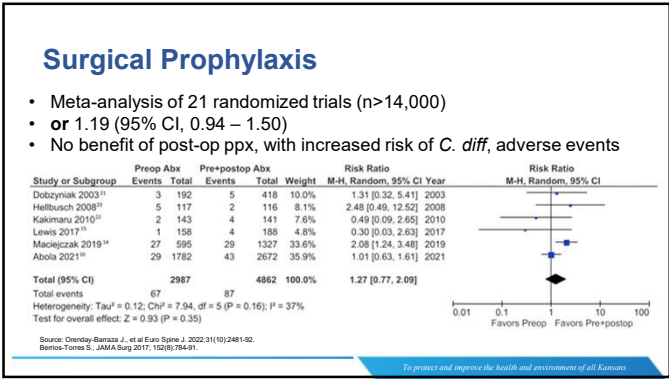 Surgical Prophylaxis
• Meta-analysis of 21 randomized trials (n>14,000)
• or 1.19 (95% CI, 0.94 – 1.50)
• No benefit of post-op ppx, with increased risk of C. diff, adverse events
Preop Abx Pre+postop Abx Risk Ratio Risk Ratio
Study or Subgroup Events Total Events Total Weight M-H, Random, 95% CI Year M-H, Random, 95% CI
Dobzyniak 2003²¹ 3 192 5 418 10.0% 1.31 [0.32, 5.41] 2003
Hellbusch 2008²³ 5 117 2 116 8.1% 2.48 [0.49, 12.52] 2008
Kakimaru 2010²² 2 143 4 141 7.6% 0.49 [0.09, 2.65] 2010
Lewis 2017¹⁵ 1 158 4 188 0.30 [0.03, 2.63] 2017
Maciejczak 2019¹⁴ 27 595 29 1327 2.08 [1.24, 3.48] 2019
Abola 2021 29 1782 43 2672 35.9% 1.01 [0.63, 1.61] 2021
Total (95% CI) 2987 4862 100.0% 1.27 [0.77, 2.09]
Total events 67 87
Heterogeneity: Tau² = 0.12; Chi² = 7.94, df = 5 (P = 0.16); I² = 37%
Test for overall effect: Z = 0.93 (P = 0.35)
0.01 0.1 1 10 100
Favors Preop Favors Pre+postop
Source: Orenday-Barraza J., et al Euro Spine J. 2022;31(10):2481-92.
Berrios-Torres S., JAMA Surg 2017; 152(8):784-91.
To protect and improve the health and environment of all Kansans